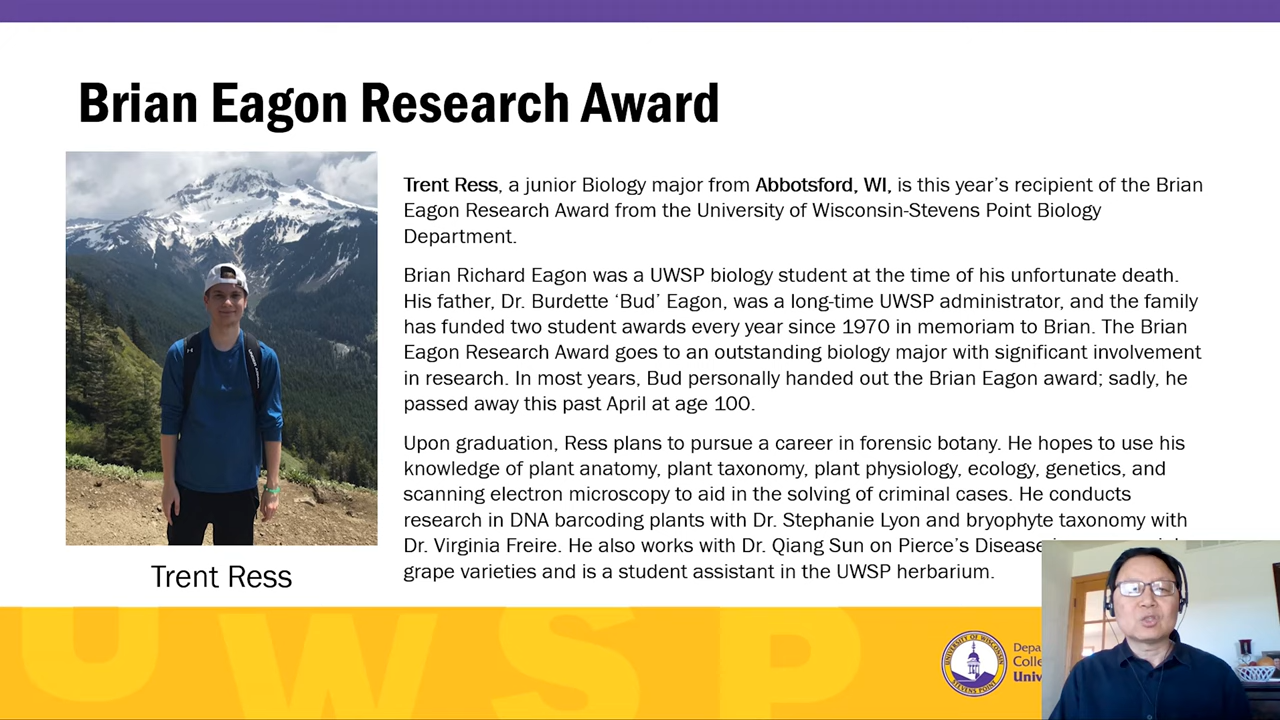 Brian Eagon Research Award
Trent Ress, a junior Biology major from Abbotsford, WI, is this year's recipient of the Brian
Eagon Research Award from the University of Wisconsin-Stevens Point Biology
Department.
Brian Richard Eagon was a UWSP biology student at the time of his unfortunate death.
His father, Dr. Burdette ‘Bud’ Eagon, was a long-time UWSP administrator, and the family
has funded two student awards every year since 1970 in memoriam to Brian. The Brian
Eagon Research Award goes to an outstanding biology major with significant involvement
in research. In most years, Bud personally handed out the Brian Eagon award; sadly, he
passed away this past April at age 100.
Upon graduation, Ress plans to pursue a career in forensic botany. He hopes to use his
knowledge of plant anatomy, plant taxonomy, plant physiology, ecology, genetics, and
scanning electron microscopy to aid in the solving of criminal cases. He conducts
research in DNA barcoding plants with Dr. Stephanie Lyon and bryophyte taxonomy with
Dr. Virginia Freire. He also works with Dr. Qiang Sun on Pierce's Disease
grape varieties and is a student assistant in the UWSP herbarium.
Trent Ress
UWSP
UNIVERSITY OF WISCONSIN
STEVENS POINT
Depa
Colle
Univ